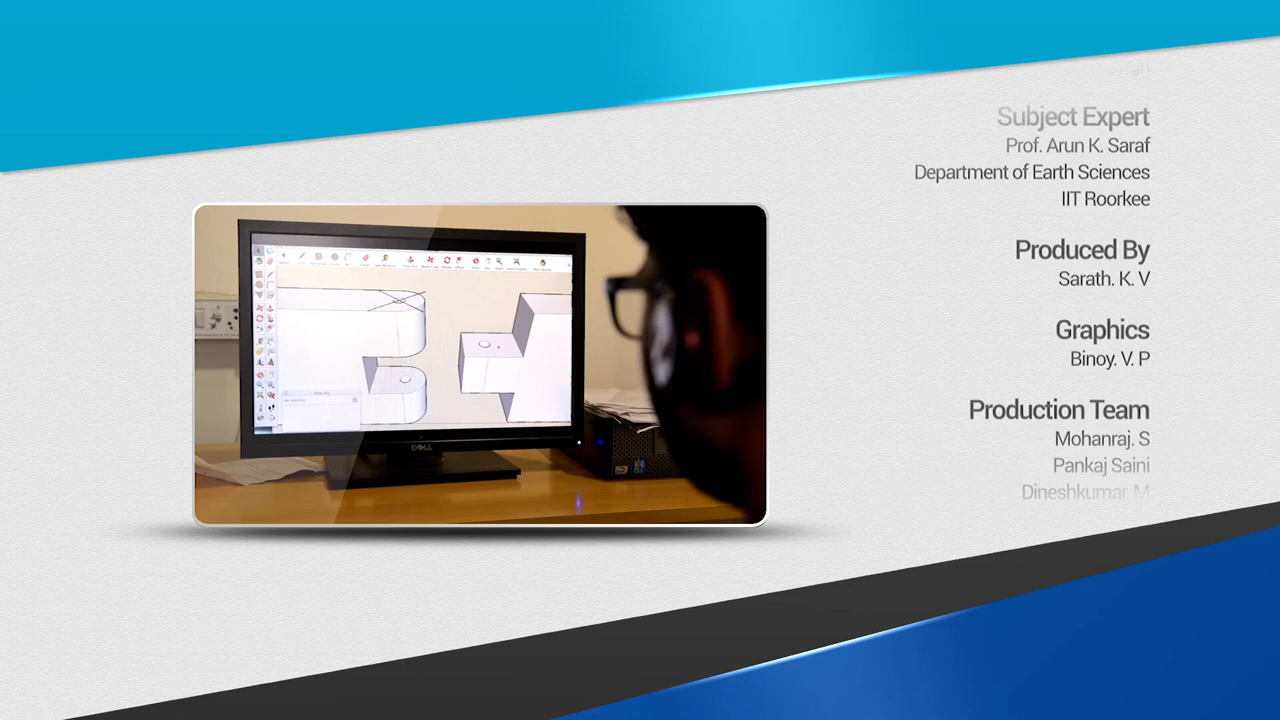 Subject Expert
Prof. Arun K. Saraf
Department of Earth Sciences
IIT Roorkee
Produced By
Sarath. K. V
Graphics
Binoy. V. P
Production Team
Mohanraj. S
Pankaj Saini
Dineshkumar. M
DELL